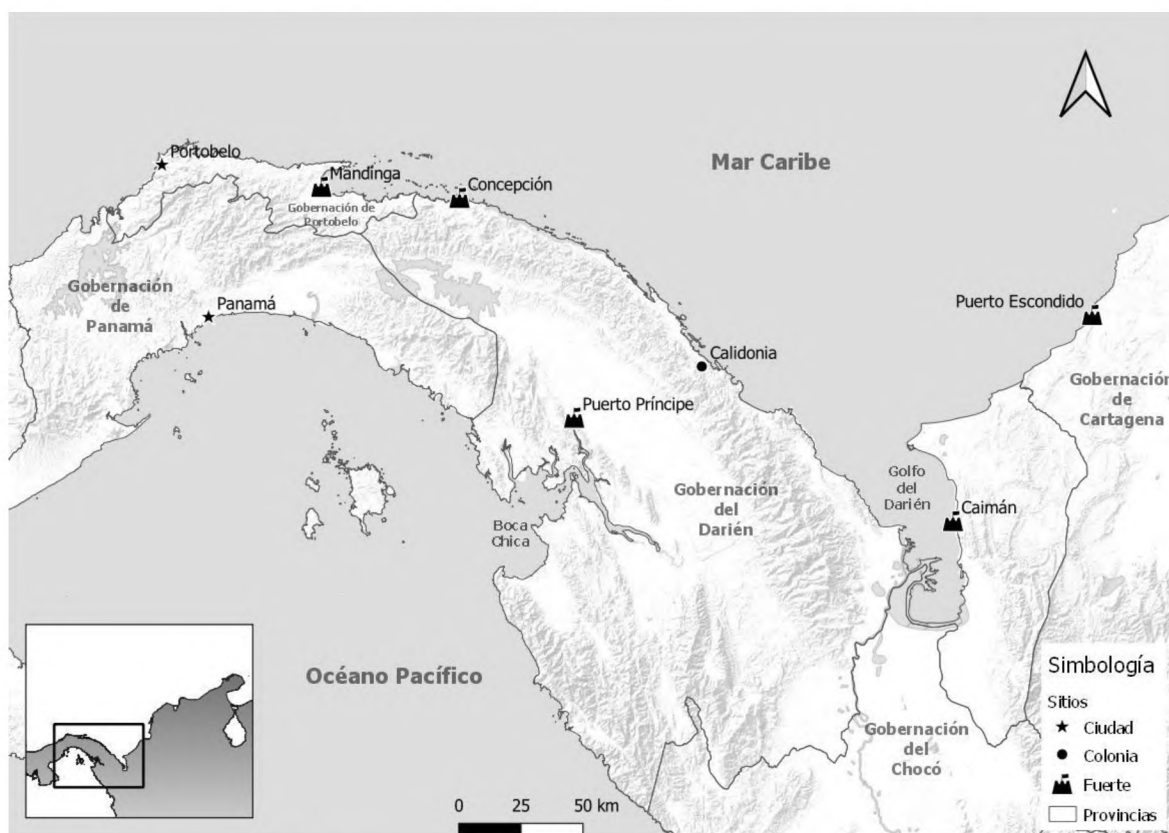 Mar Caribe
Portobelo
Mandinga
Concepción
Gobernación de
Portobelo
Gobernación
de
Panamá
Panamá
Puerto Escondido
Calidonia
Gobernación
de
Cartagena
Puerto Príncipe
Golfo
del
Darién
Gobernación
del
Darién
Caimán
Boca
Chica
Océano Pacífico
Gobernación
del
Chocó
Simbología
Sitios
Ciudad
Colonia
Fuerte
Provincias
0 25 50 km